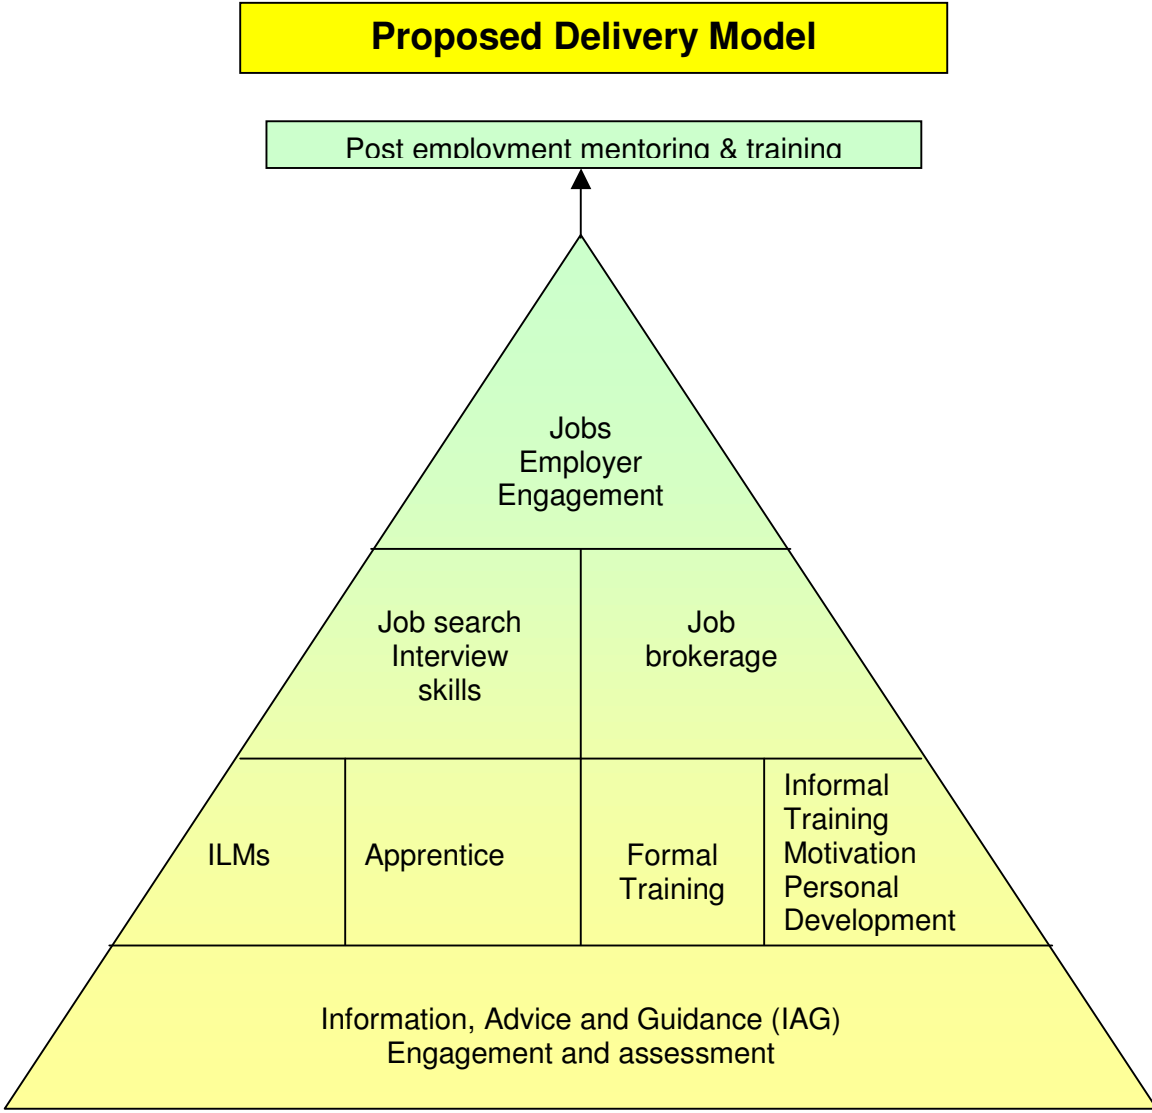 Proposed Delivery Model
Post employment mentoring & training
Jobs
Employer
Engagement
Job search
Interview
skills
Job
brokerage
ILMs
Apprentice
Formal
Training
Informal
Training
Motivation
Personal
Development
Information, Advice and Guidance (IAG)
Engagement and assessment